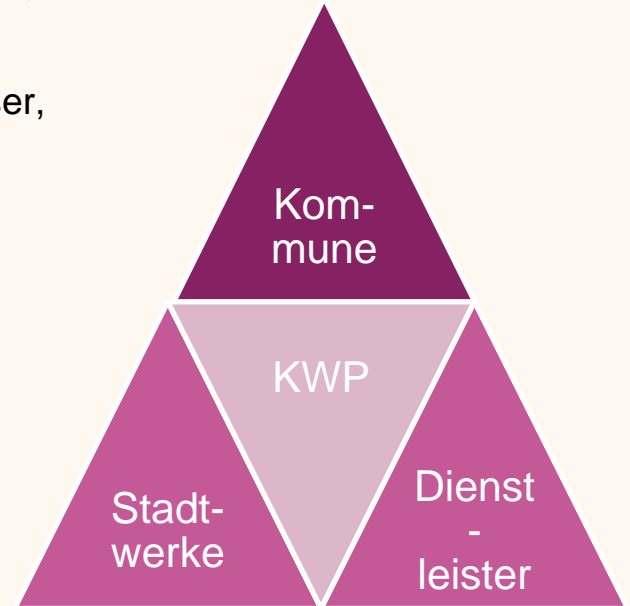 er,
Kom-
mune
KWP
Stadt-
werke
Dienst
-
leister